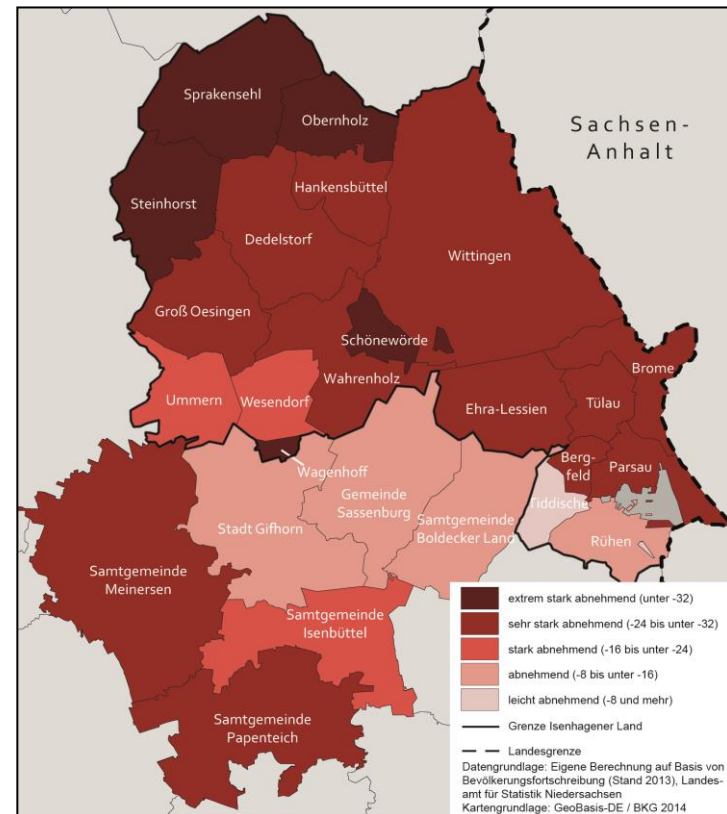 Sprakensehl
Obernholz
Sachsen-
Anhalt
Steinhorst
Hankensbüttel
Dedelstorf
Wittingen
Groß Oesingen
Schönewörde
Brome
Ummern
Wesendorf
Wahrenholz
Ehra-Lessien
Tülau
Berg-
feld
Parsau
Wagenhoff
Gemeinde
Sassenburg
Tiddische
Stadt Gifhorn
Samtgemeinde
Boldecker Land
Rühen
Samtgemeinde
Meinersen
Samtgemeinde
Isenbüttel
Samtgemeinde
Papenteich
extrem stark abnehmend (unter -32)
sehr stark abnehmend (-24 bis unter -32)
stark abnehmend (-16 bis unter -24)
abnehmend (-8 bis unter -16)
leicht abnehmend (-8 und mehr)
Grenze Isenhagener Land
Landesgrenze
Datengrundlage: Eigene Berechnung auf Basis von
Bevölkerungsfortschreibung (Stand 2013), Landes-
amt für Statistik Niedersachsen
Kartengrundlage: GeoBasis-DE / BKG 2014